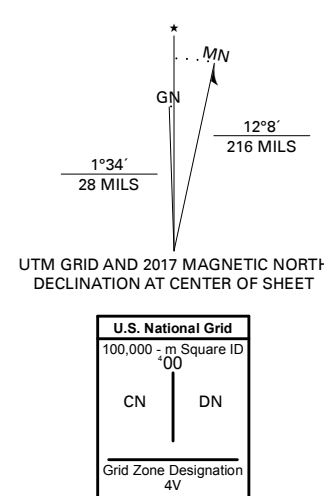 ★
MN
GN
12°8´
216 MILS
1°34´
28 MILS
UTM GRID AND 2017 MAGNETIC NORTH
DECLINATION AT CENTER OF SHEET
U.S. National Grid
100,000 - m Square ID
⁴00
CN DN
Grid Zone Designation
4V